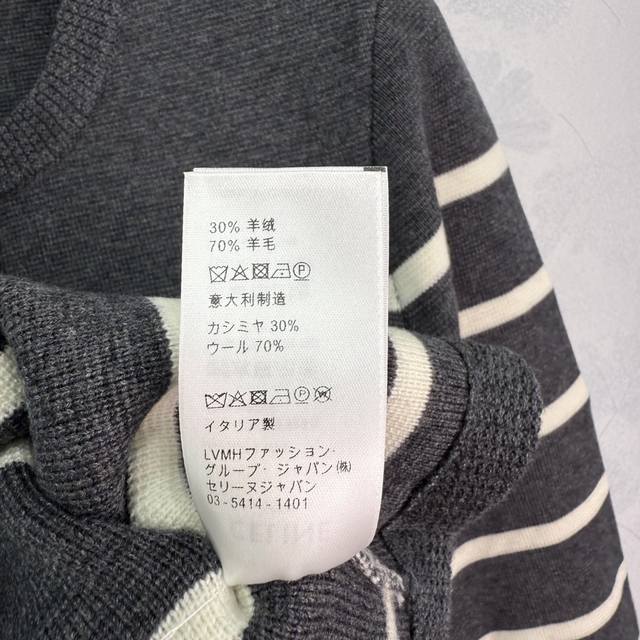 30% 羊绒
70% 羊毛
意大利制造
カシミヤ 30%
ウール 70%
イタリア製
LVMHファッション・
グループ・ジャパン(株)
セリーヌジャパン
03-5414-1401
CELINE